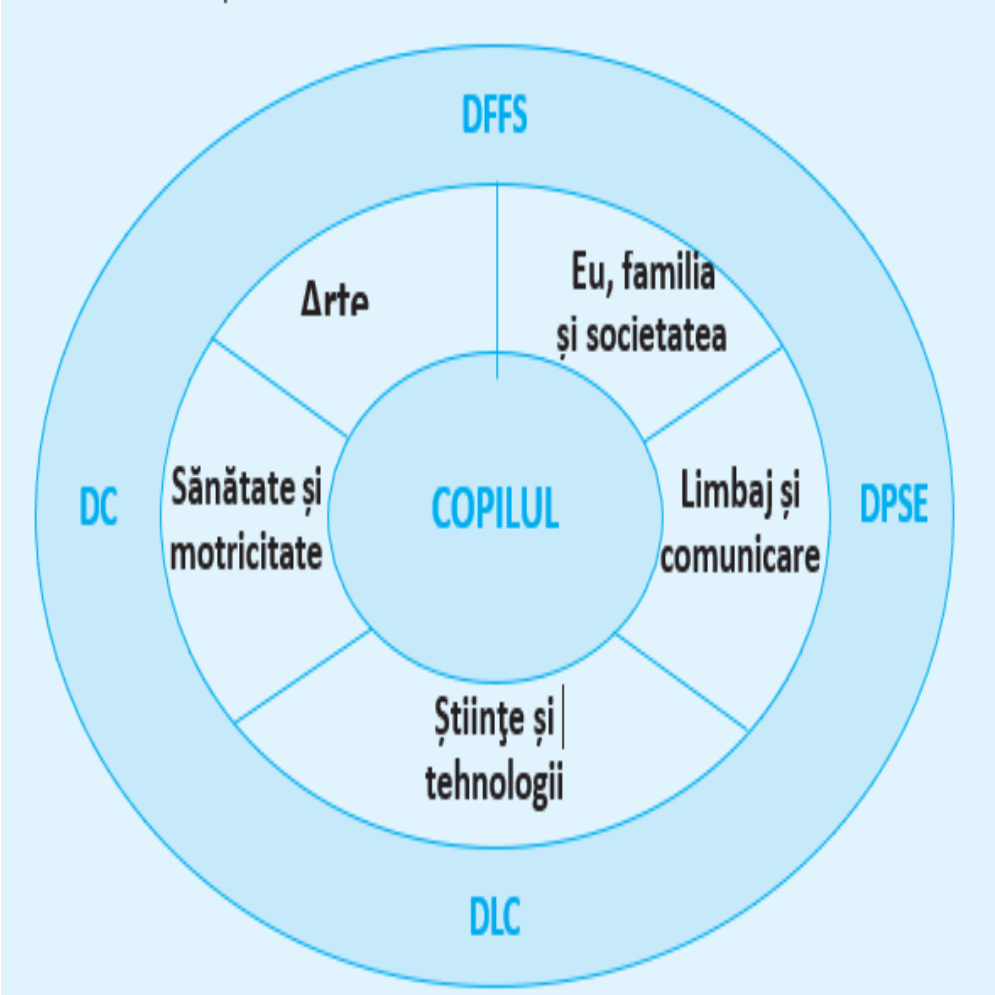 DFFS
Arte
Eu, familia
și societatea
DC
Sănătate și
motricitate
COPILUL
Limbaj și
comunicare
DPSE
Științe și
tehnologii
DLC